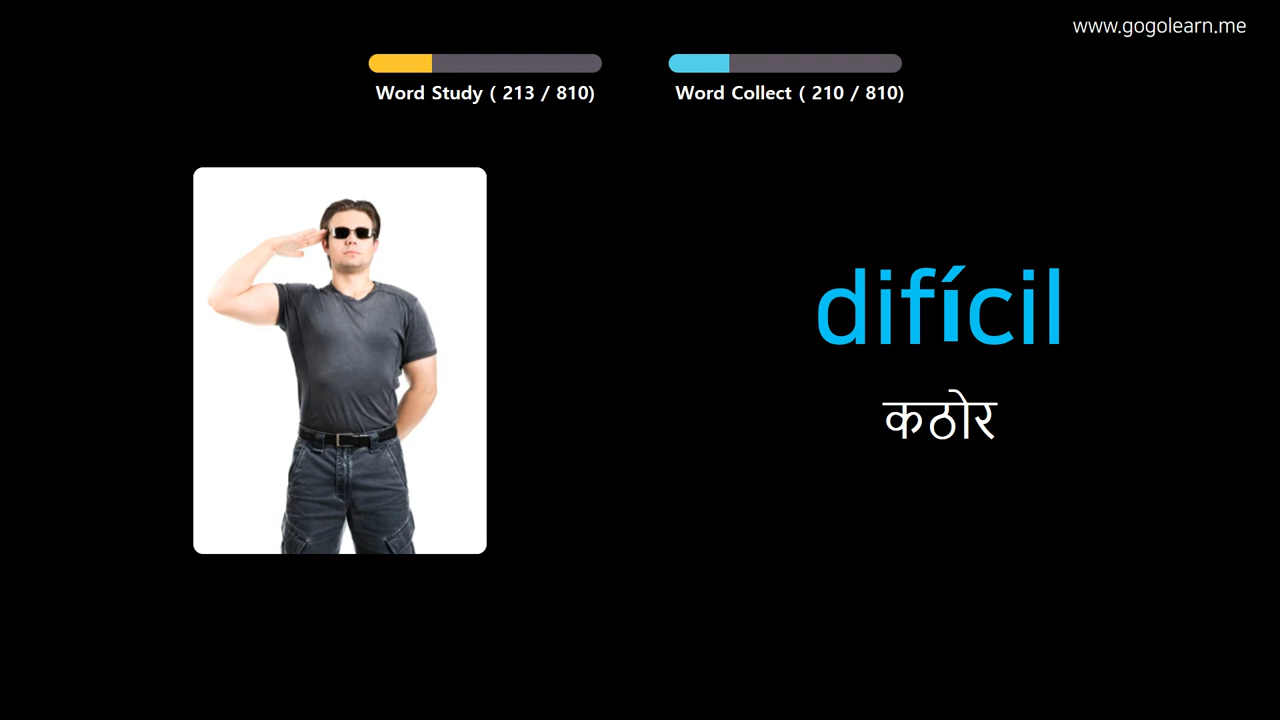 www.gogolearn.me
Word Study ( 213 / 810)
Word Collect ( 210 / 810)
difícil
कठोर